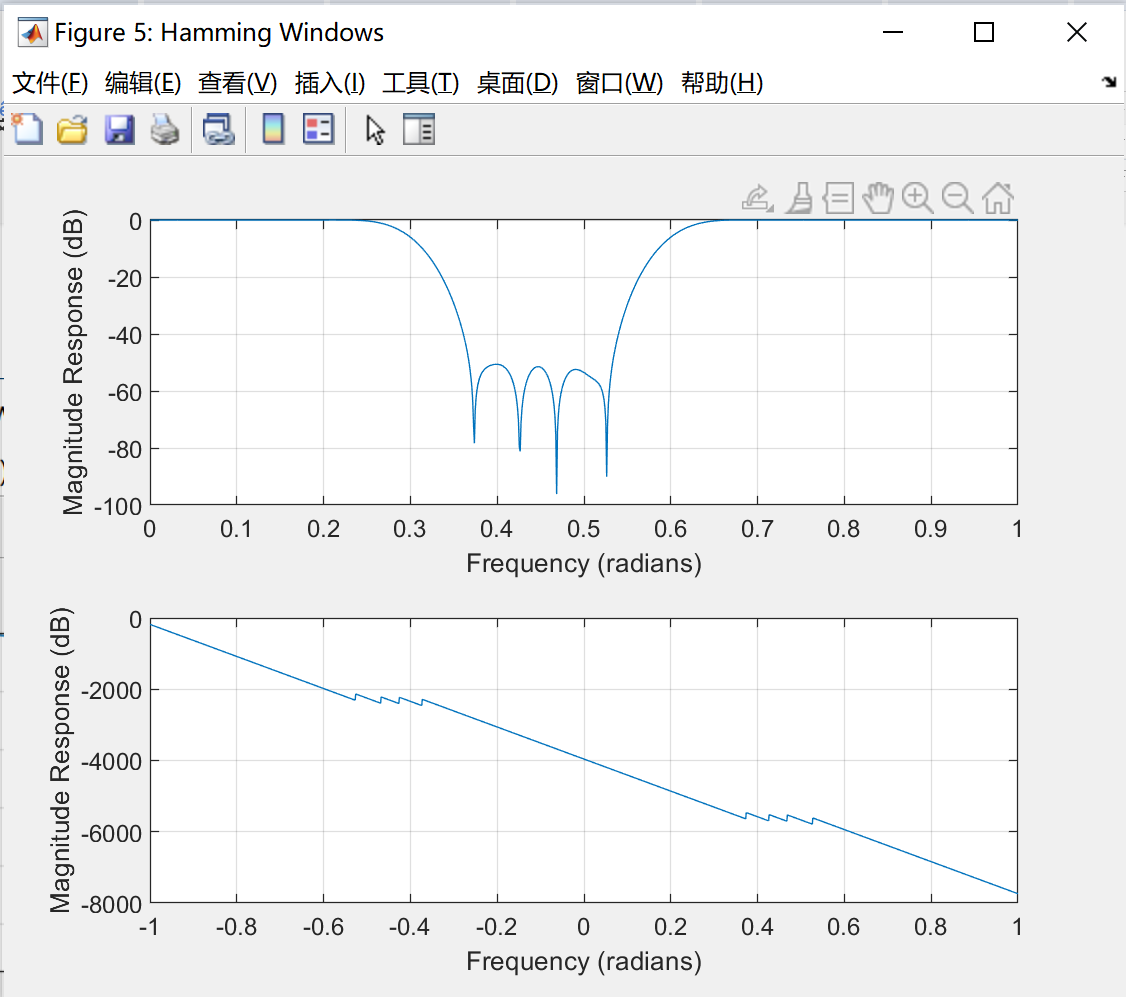 Figure 5: Hamming Windows
文件(F) 编辑(E) 查看(V) 插入(I) 工具(T) 桌面(D) 窗口(W) 帮助(H)
Magnitude Response (dB)
0
-20
-40
-60
-80
-100
0 0.1 0.2 0.3 0.4 0.5 0.6 0.7 0.8 0.9 1
Frequency (radians)
Magnitude Response (dB)
0
-2000
-4000
-6000
-8000
-1 -0.8 -0.6 -0.4 -0.2 0 0.2 0.4 0.6 0.8 1
Frequency (radians)